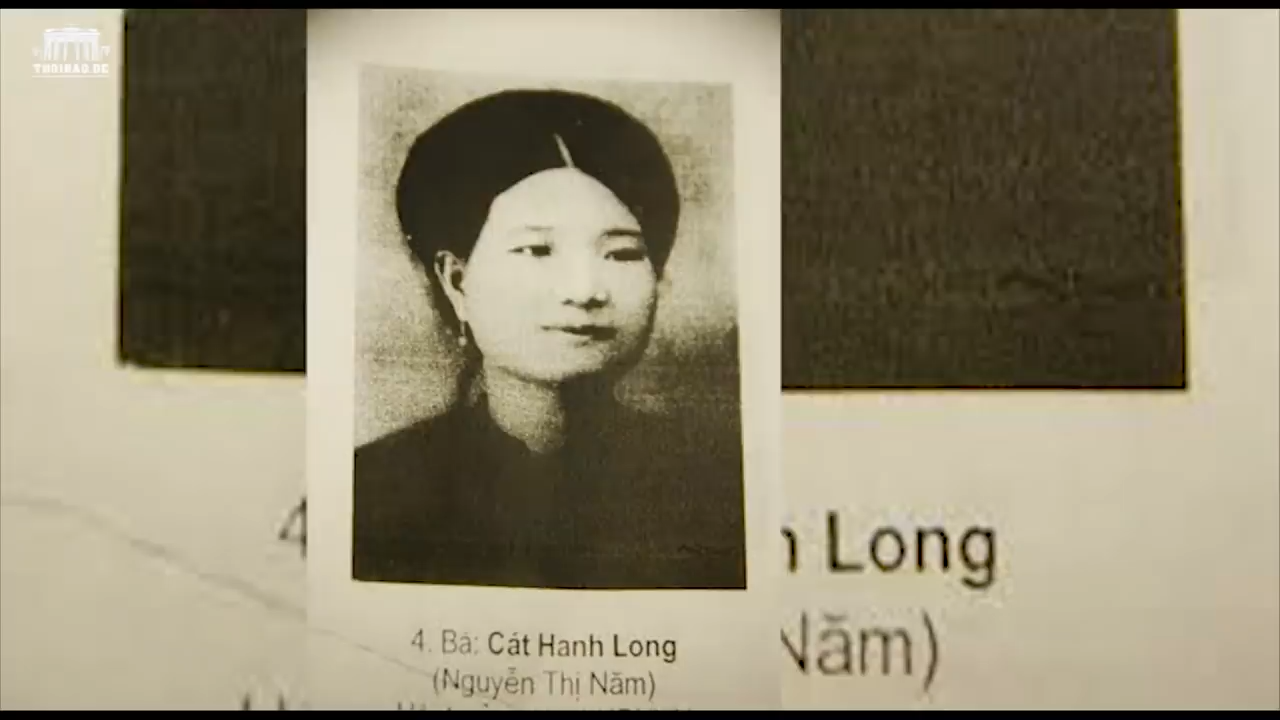 THOIBAO.DE
4. Bà: Cát Hanh Long
(Nguyễn Thị Năm)
Long
Năm)